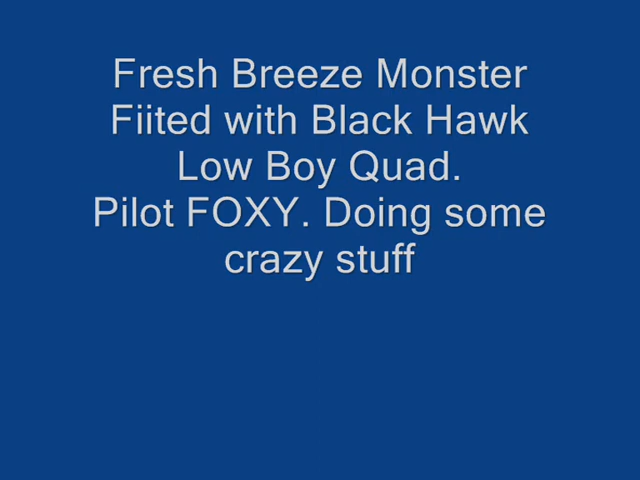 Fresh Breeze Monster
Fiited with Black Hawk
Low Boy Quad.
Pilot FOXY. Doing some
crazy stuff